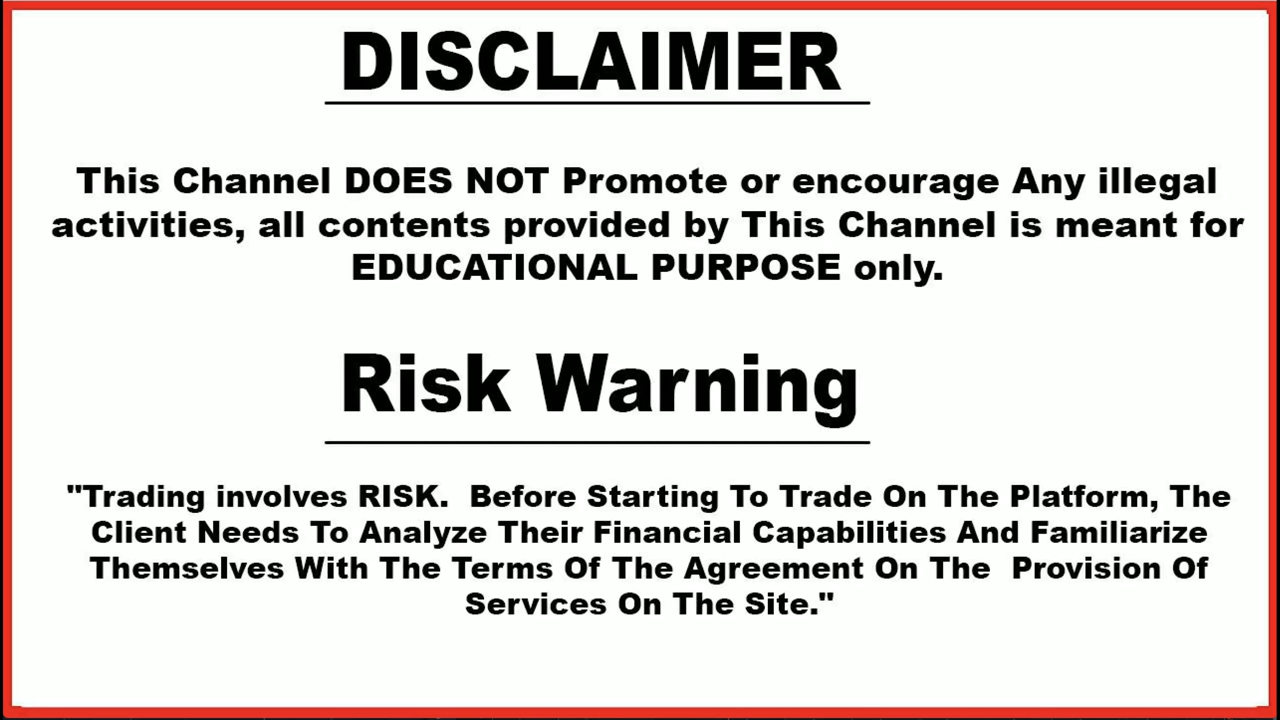 DISCLAIMER
This Channel DOES NOT Promote or encourage Any illegal
activities, all contents provided by This Channel is meant for
EDUCATIONAL PURPOSE only.
Risk Warning
"Trading involves RISK.  Before Starting To Trade On The Platform, The
Client Needs To Analyze Their Financial Capabilities And Familiarize
Themselves With The Terms Of The Agreement On The  Provision Of
Services On The Site."